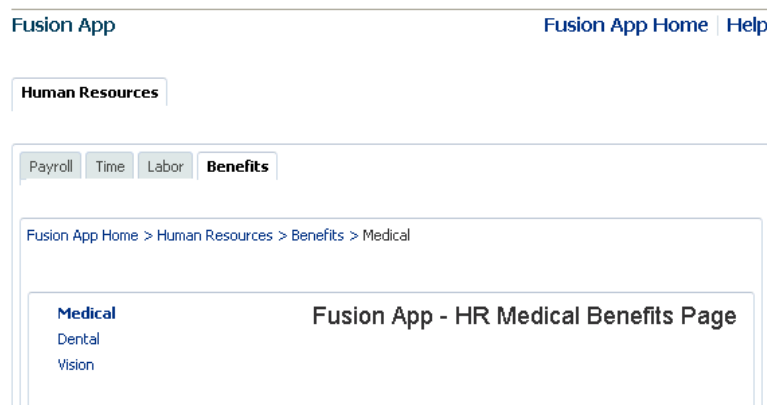 Fusion App
Fusion App Home | Help
Human Resources
Payroll Time Labor Benefits
Fusion App Home > Human Resources > Benefits > Medical
Medical
Fusion App - HR Medical Benefits Page
Dental
Vision